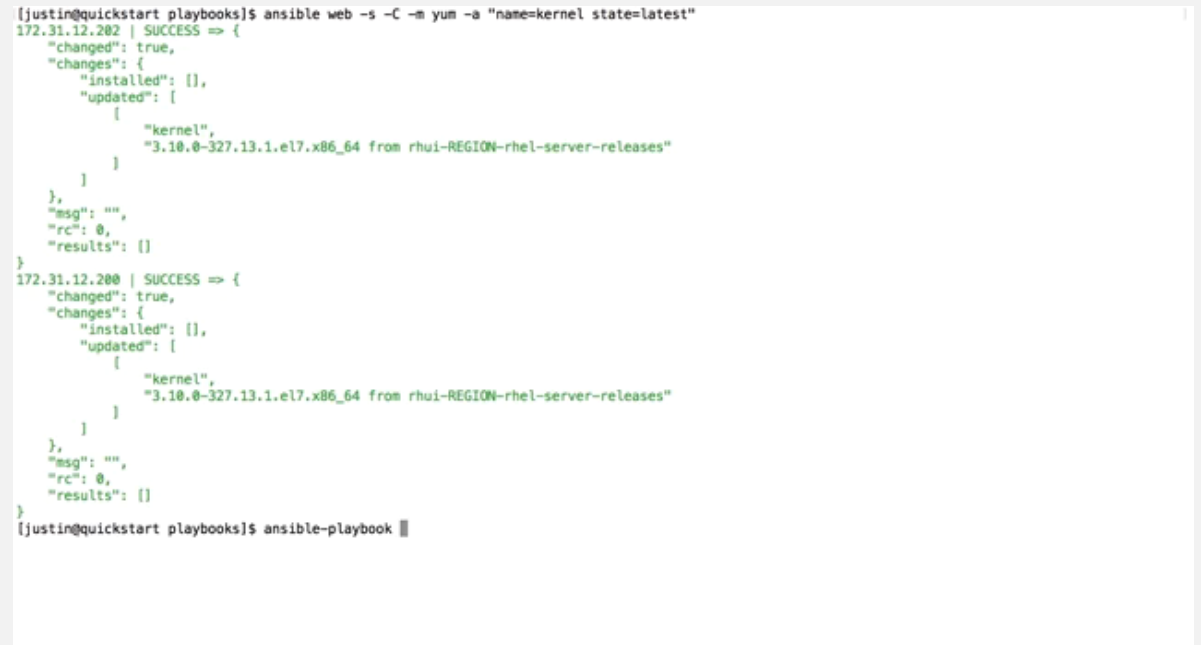 [justin@quickstart playbooks]$ ansible web -s -C -m yum -a "name=kernel state=latest"
172.31.12.202 | SUCCESS => {
    "changed": true,
    "changes": {
        "installed": [],
        "updated": [
            [
                "kernel",
                "3.10.0-327.13.1.el7.x86_64 from rhui-REGION-rhel-server-releases"
            ]
        ]
    },
    "msg": "",
    "rc": 0,
    "results": []
}
172.31.12.200 | SUCCESS => {
    "changed": true,
    "changes": {
        "installed": [],
        "updated": [
            [
                "kernel",
                "3.10.0-327.13.1.el7.x86_64 from rhui-REGION-rhel-server-releases"
            ]
        ]
    },
    "msg": "",
    "rc": 0,
    "results": []
}
[justin@quickstart playbooks]$ ansible-playbook